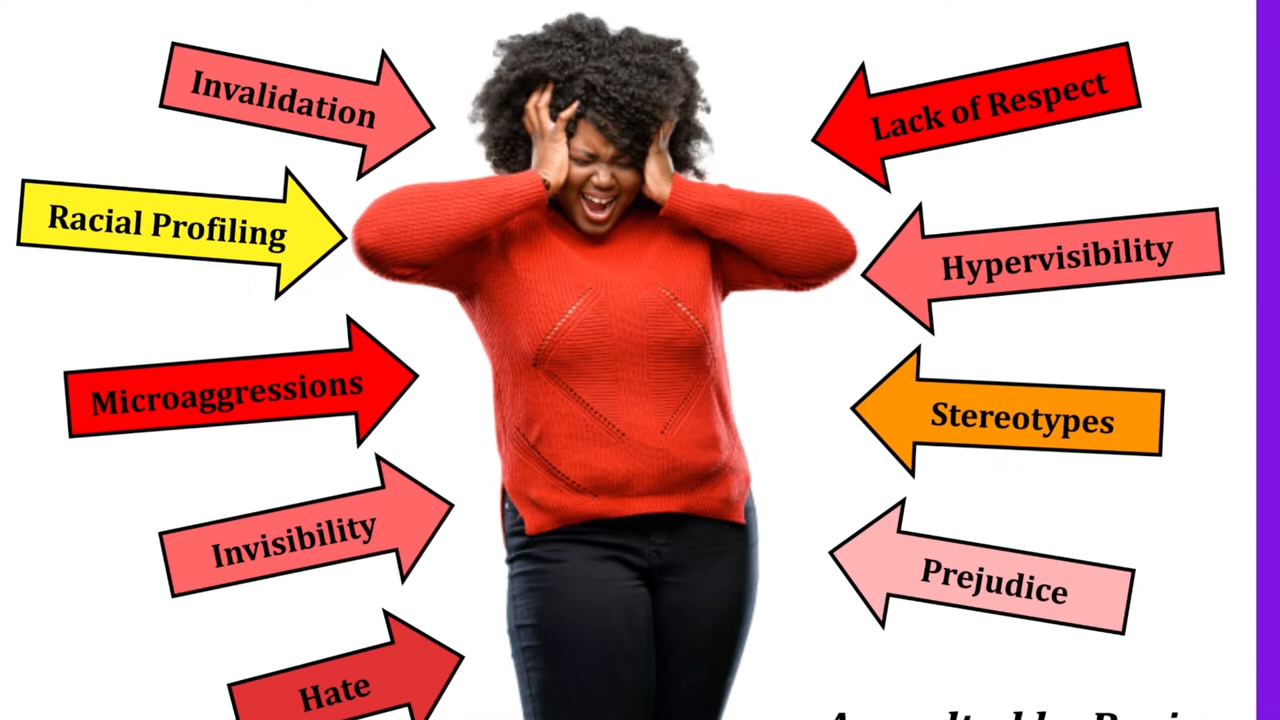 Invalidation
Racial Profiling
Microaggressions
Invisibility
Hate
Lack of Respect
Hypervisibility
Stereotypes
Prejudice